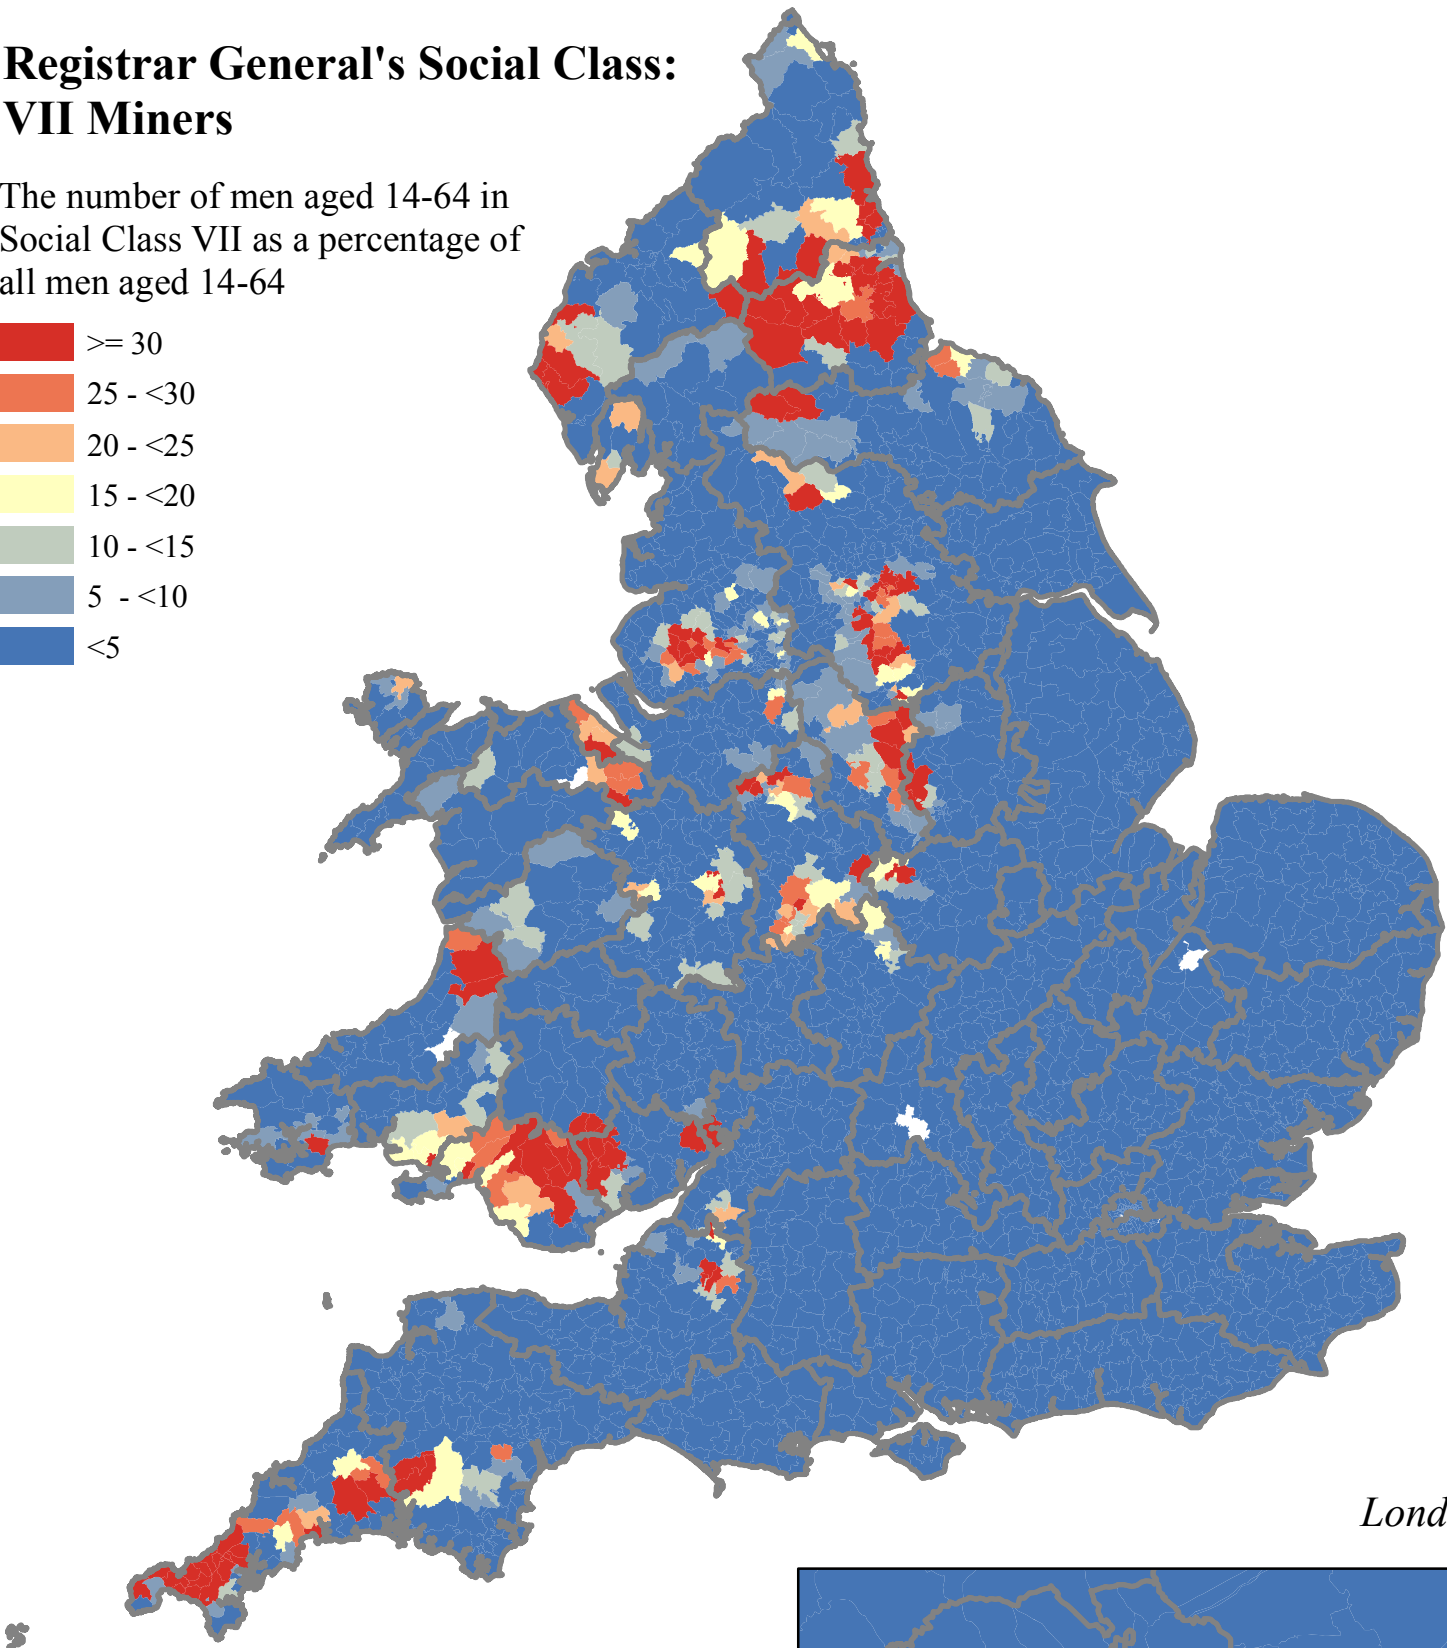 Registrar General's Social Class:
VII Miners
The number of men aged 14-64 in
Social Class VII as a percentage of
all men aged 14-64
>= 30
25 - <30
20 - <25
15 - <20
10 - <15
5 - <10
<5
Lond